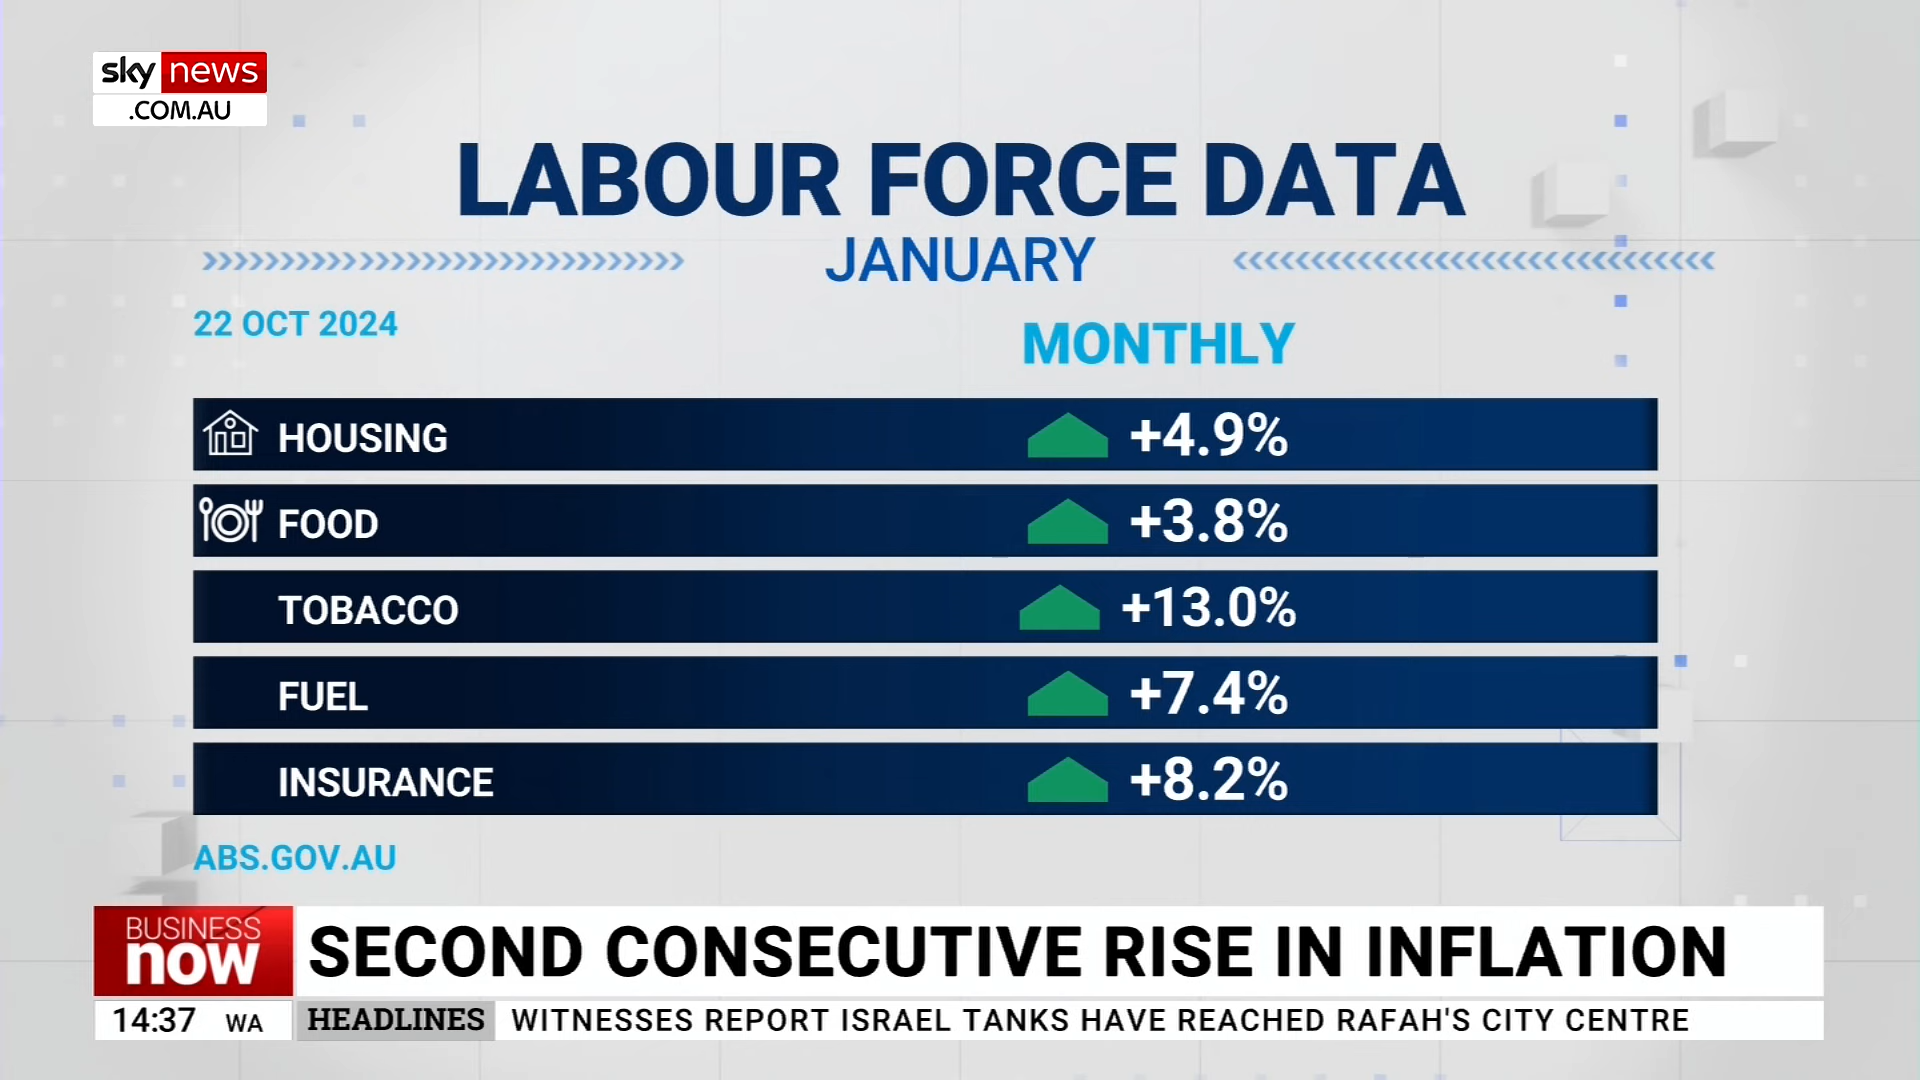 sky news
.COM.AU
LABOUR FORCE DATA
JANUARY
22 OCT 2024
MONTHLY
HOUSING +4.9%
FOOD +3.8%
TOBACCO +13.0%
FUEL +7.4%
INSURANCE +8.2%
ABS.GOV.AU
BUSINESS
now
SECOND CONSECUTIVE RISE IN INFLATION
14:37 WA HEADLINES WITNESSES REPORT ISRAEL TANKS HAVE REACHED RAFAH'S CITY CENTRE